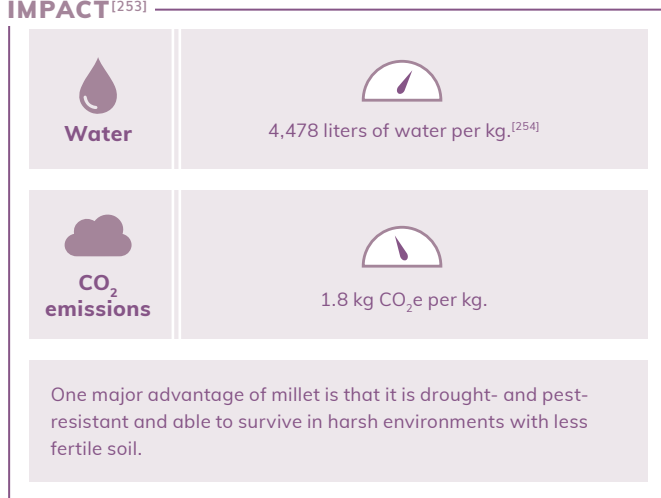 IMPACT[253]
Water
4,478 liters of water per kg.[254]
CO2
emissions
1.8 kg CO2e per kg.
One major advantage of millet is that it is drought- and pest-
resistant and able to survive in harsh environments with less
fertile soil.